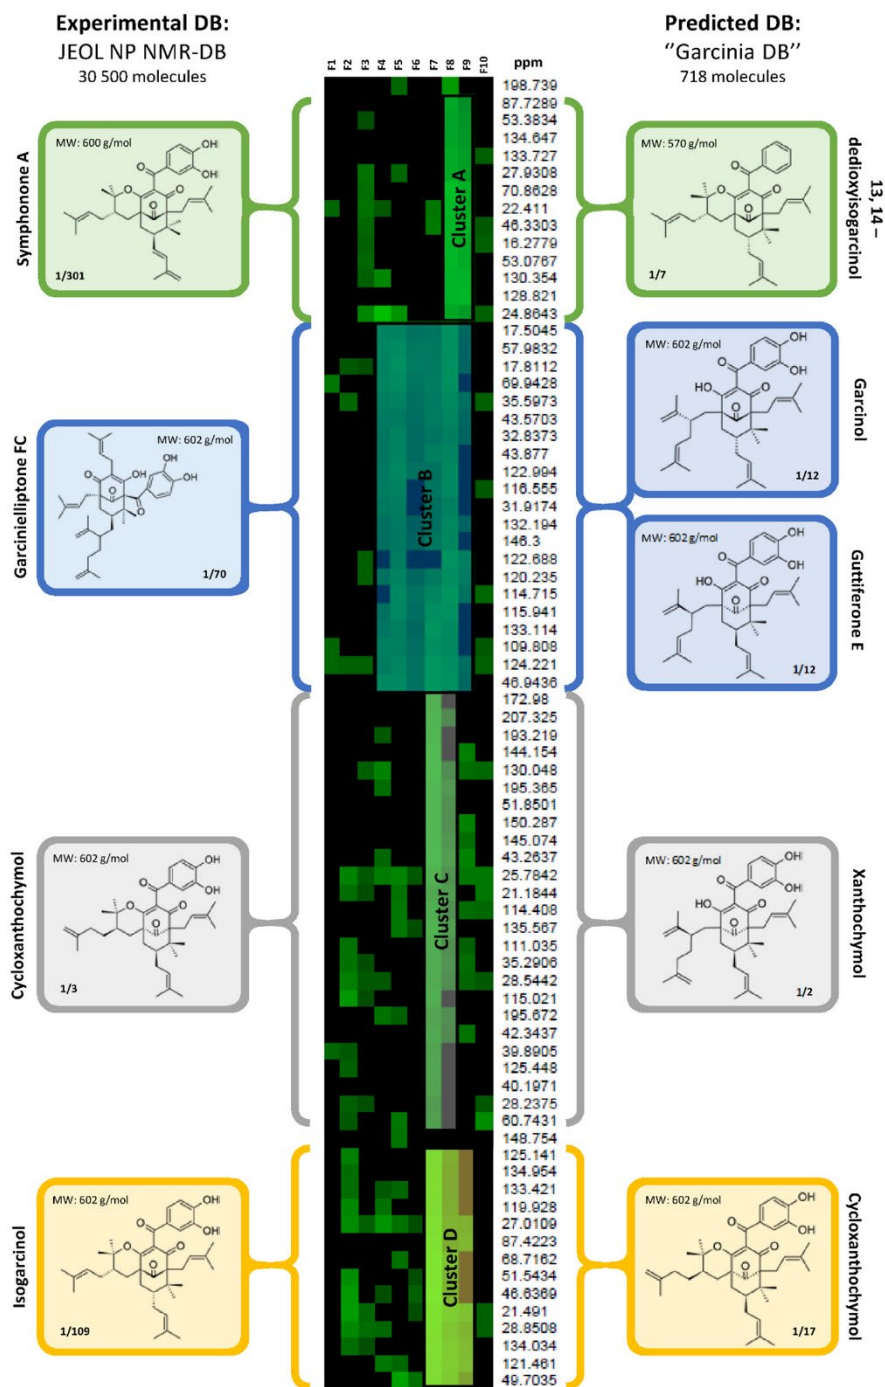 Experimental DB:
JEOL NP NMR-DB
30 500 molecules
Predicted DB:
”Garcinia DB”
718 molecules
F1 F2 F3 F4 F5 F6 F7 F8 F9 F10 ppm
Symphonone A
MW: 600 g/mol
1/301
Garcinielliptone FC
MW: 602 g/mol
1/70
Cycloxanthochymol
MW: 602 g/mol
1/3
Isogarcinol
MW: 602 g/mol
1/109
Cluster A
Cluster B
Cluster C
Cluster D
198.739
87.7289
53.3834
134.647
133.727
27.9308
70.8628
22.411
46.3303
16.2779
53.0767
130.354
128.821
24.8643
17.5045
57.9832
17.8112
69.9428
35.5973
43.5703
32.8373
43.877
122.994
116.555
31.9174
132.194
146.3
122.688
120.235
114.715
115.941
133.114
109.808
124.221
46.9436
172.98
207.325
193.219
144.154
130.048
195.365
51.8501
150.287
145.074
43.2637
25.7842
21.1844
114.408
135.567
111.035
35.2906
28.5442
115.021
195.672
42.3437
39.8905
125.448
40.1971
28.2375
60.7431
148.754
125.141
134.954
133.421
119.928
27.0109
87.4223
68.7162
51.5434
46.6369
21.491
28.8508
134.034
121.461
49.7035
13, 14 –
dedioxyisogarcinol
MW: 570 g/mol
1/7
Garcinol
MW: 602 g/mol
1/12
Guttiferone E
MW: 602 g/mol
1/12
Xanthochymol
MW: 602 g/mol
1/2
Cycloxanthochymol
MW: 602 g/mol
1/17